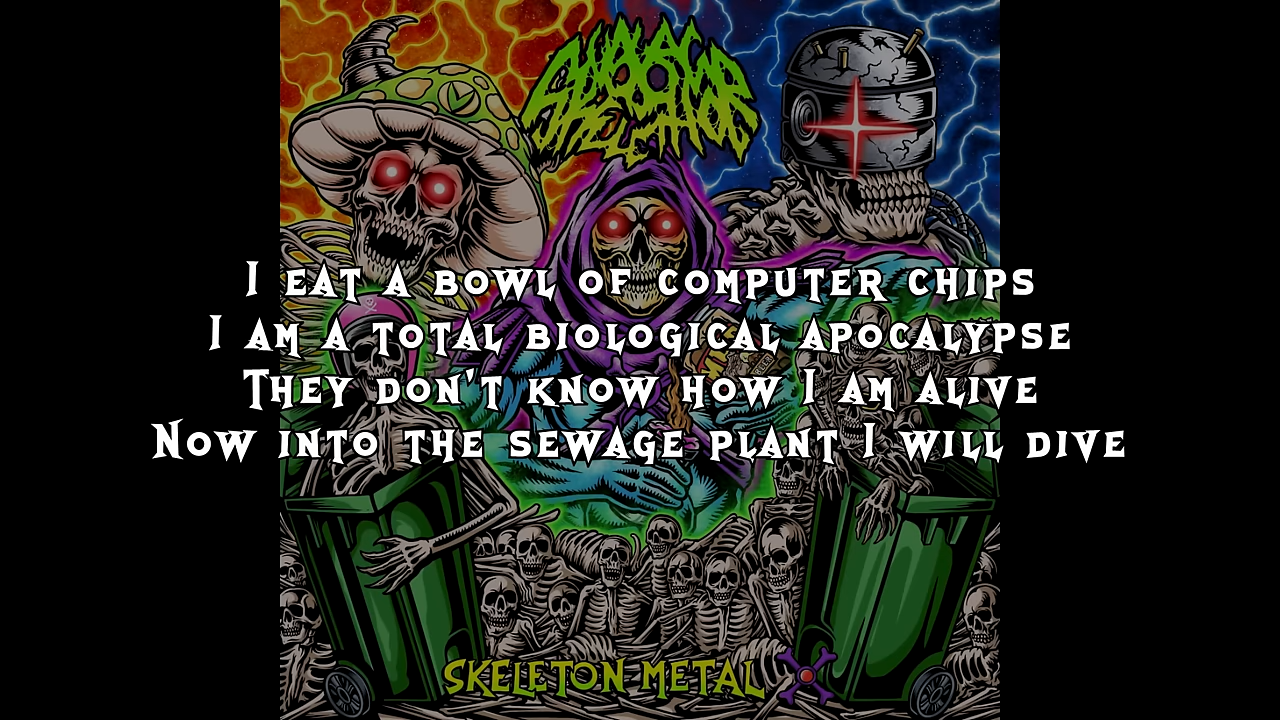 I eat a bowl of computer chips
I am a total biological apocalypse
They don't know how I am alive
Now into the sewage plant I will dive
SKELETON METAL